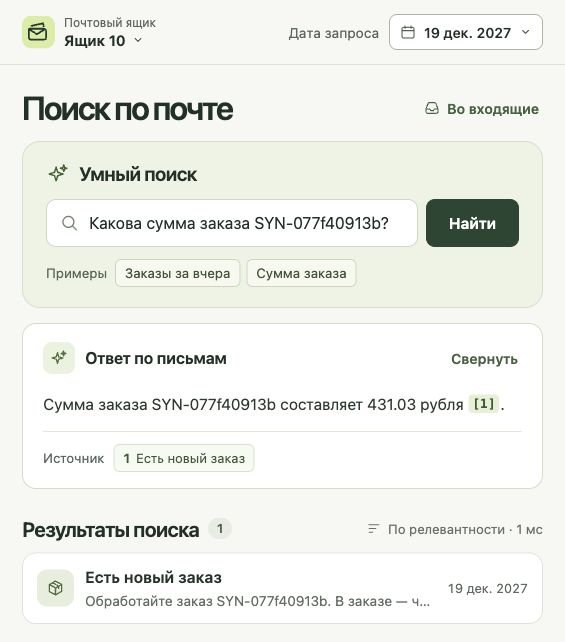 Почтовый ящик
Ящик 10
Дата запроса
19 дек. 2027
Поиск по почте
Во входящие
Умный поиск
Какова сумма заказа SYN-077f40913b?
Найти
Примеры
Заказы за вчера
Сумма заказа
Ответ по письмам
Свернуть
Сумма заказа SYN-077f40913b составляет 431.03 рубля [1].
Источник
1 Есть новый заказ
Результаты поиска 1
По релевантности · 1 мс
Есть новый заказ
19 дек. 2027
Обработайте заказ SYN-077f40913b. В заказе — ч...